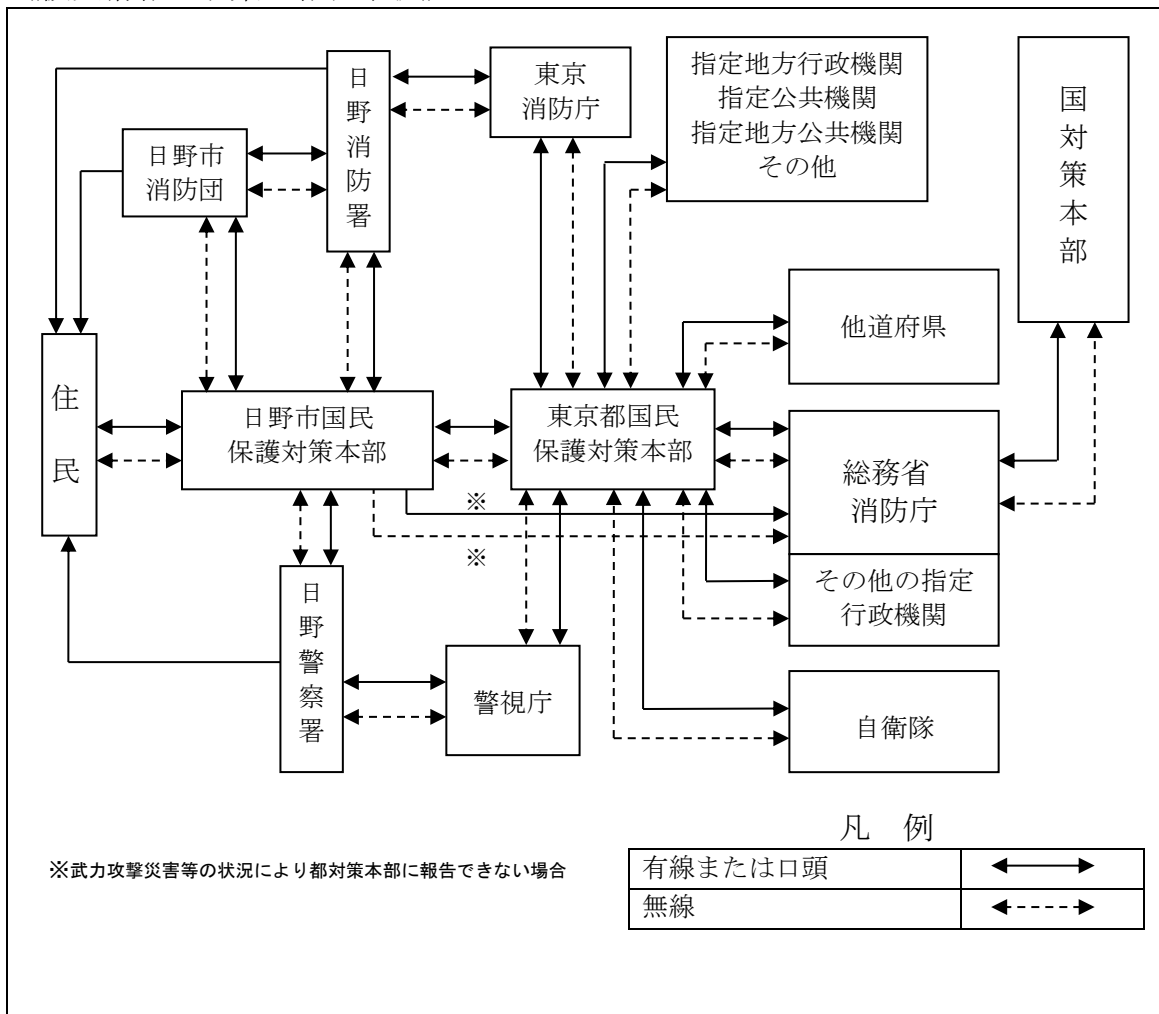 日野消防署
東京
消防庁
指定地方行政機関
指定公共機関
指定地方公共機関
その他
国対策本部
日野市
消防団
他道府県
住民
日野市国民
保護対策本部
東京都国民
保護対策本部
総務省
消防庁
※
※
その他の指定
行政機関
日野警察署
警視庁
自衛隊
凡 例
※武力攻撃災害等の状況により都対策本部に報告できない場合
有線または口頭
無線